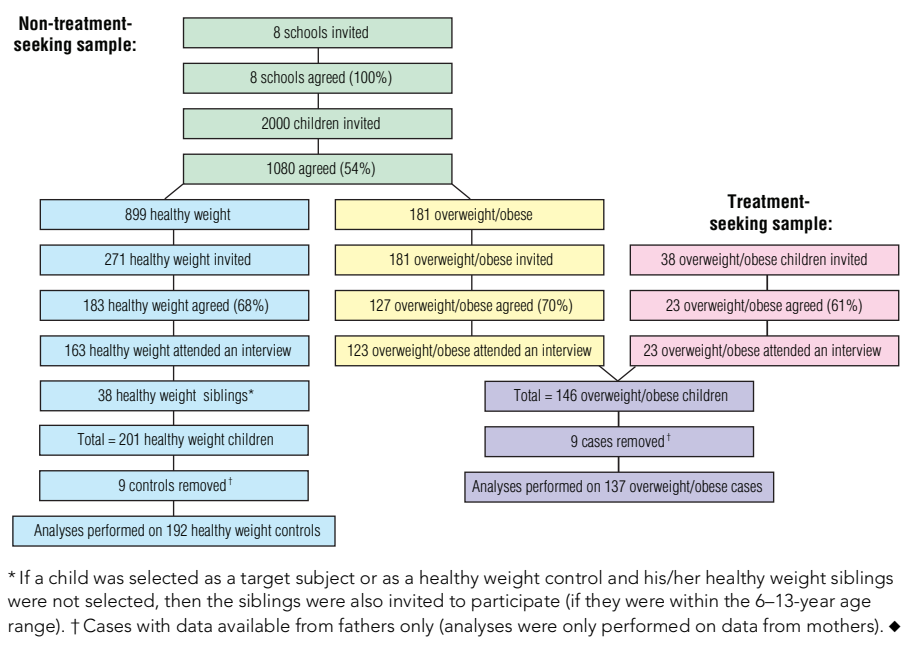 Non-treatment-
seeking sample:
8 schools invited
8 schools agreed (100%)
2000 children invited
1080 agreed (54%)
899 healthy weight
271 healthy weight invited
183 healthy weight agreed (68%)
163 healthy weight attended an interview
38 healthy weight siblings*
Total = 201 healthy weight children
9 controls removed†
Analyses performed on 192 healthy weight controls
181 overweight/obese
181 overweight/obese invited
127 overweight/obese agreed (70%)
123 overweight/obese attended an interview
Treatment-
seeking sample:
38 overweight/obese children invited
23 overweight/obese agreed (61%)
23 overweight/obese attended an interview
Total = 146 overweight/obese children
9 cases removed†
Analyses performed on 137 overweight/obese cases
* If a child was selected as a target subject or as a healthy weight control and his/her healthy weight siblings
were not selected, then the siblings were also invited to participate (if they were within the 6–13-year age
range). † Cases with data available from fathers only (analyses were only performed on data from mothers). ◆